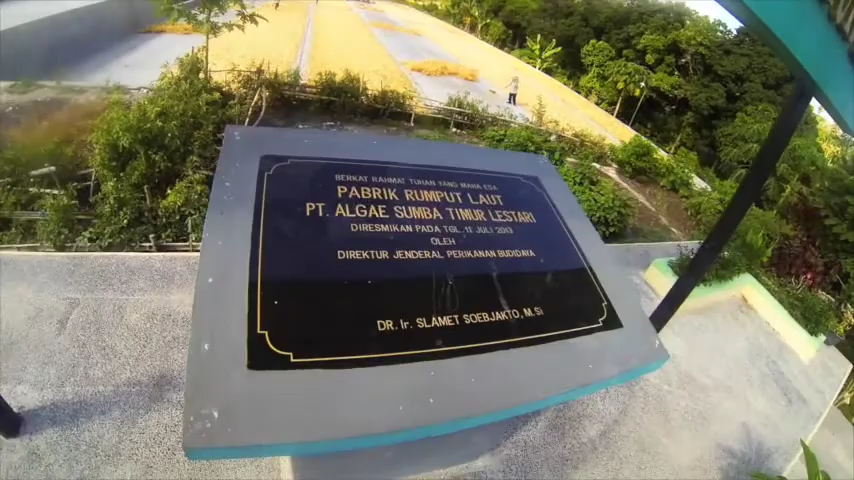 BERKAT RAHMAT TUHAN YANG MAHA ESA
PABRIK RUMPUT LAUT
PT. ALGAE SUMBA TIMUR LESTARI
DIRESMIKAN PADA TGL. 11 JULI 2013
OLEH
DIREKTUR JENDERAL PERIKANAN BUDIDAYA
DR. Ir. SLAMET SOEBJAKTO, M.Si